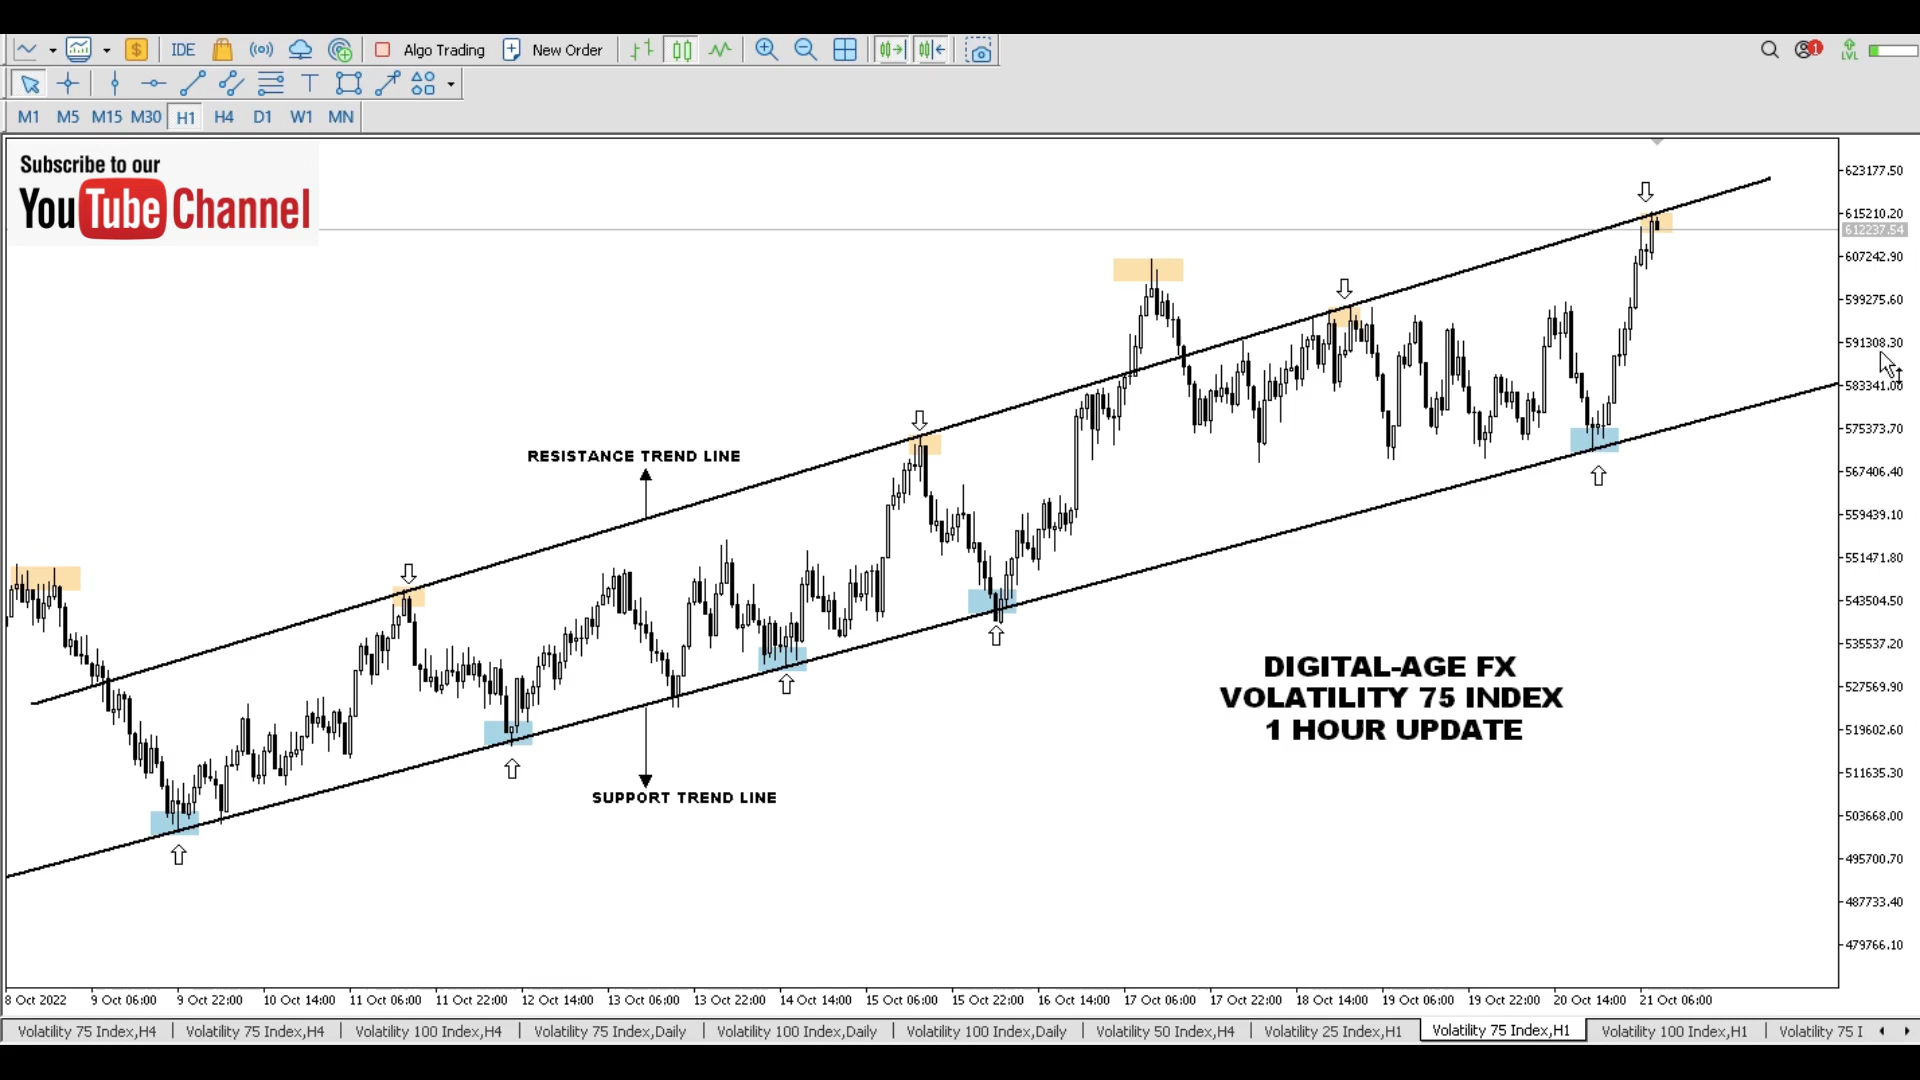 IDE
Algo Trading
New Order
1
LVL
M1 M5 M15 M30 H1 H4 D1 W1 MN
Subscribe to our
YouTube Channel
623177.50
615210.20
612237.54
607242.90
599275.60
591308.30
583341.00
575373.70
567406.40
559439.10
551471.80
543504.50
535537.20
527569.90
519602.60
511635.30
503668.00
495700.70
487733.40
479766.10
RESISTANCE TREND LINE
SUPPORT TREND LINE
DIGITAL-AGE FX
VOLATILITY 75 INDEX
1 HOUR UPDATE
8 Oct 2022 9 Oct 06:00 9 Oct 22:00 10 Oct 14:00 11 Oct 06:00 11 Oct 22:00 12 Oct 14:00 13 Oct 06:00 13 Oct 22:00 14 Oct 14:00 15 Oct 06:00 15 Oct 22:00 16 Oct 14:00 17 Oct 06:00 17 Oct 22:00 18 Oct 14:00 19 Oct 06:00 19 Oct 22:00 20 Oct 14:00 21 Oct 06:00
Volatility 75 Index,H4 | Volatility 75 Index,H4 | Volatility 100 Index,H4 | Volatility 75 Index,Daily | Volatility 100 Index,Daily | Volatility 100 Index,Daily | Volatility 50 Index,H4 | Volatility 25 Index,H1 | Volatility 75 Index,H1 | Volatility 100 Index,H1 | Volatility 75 I